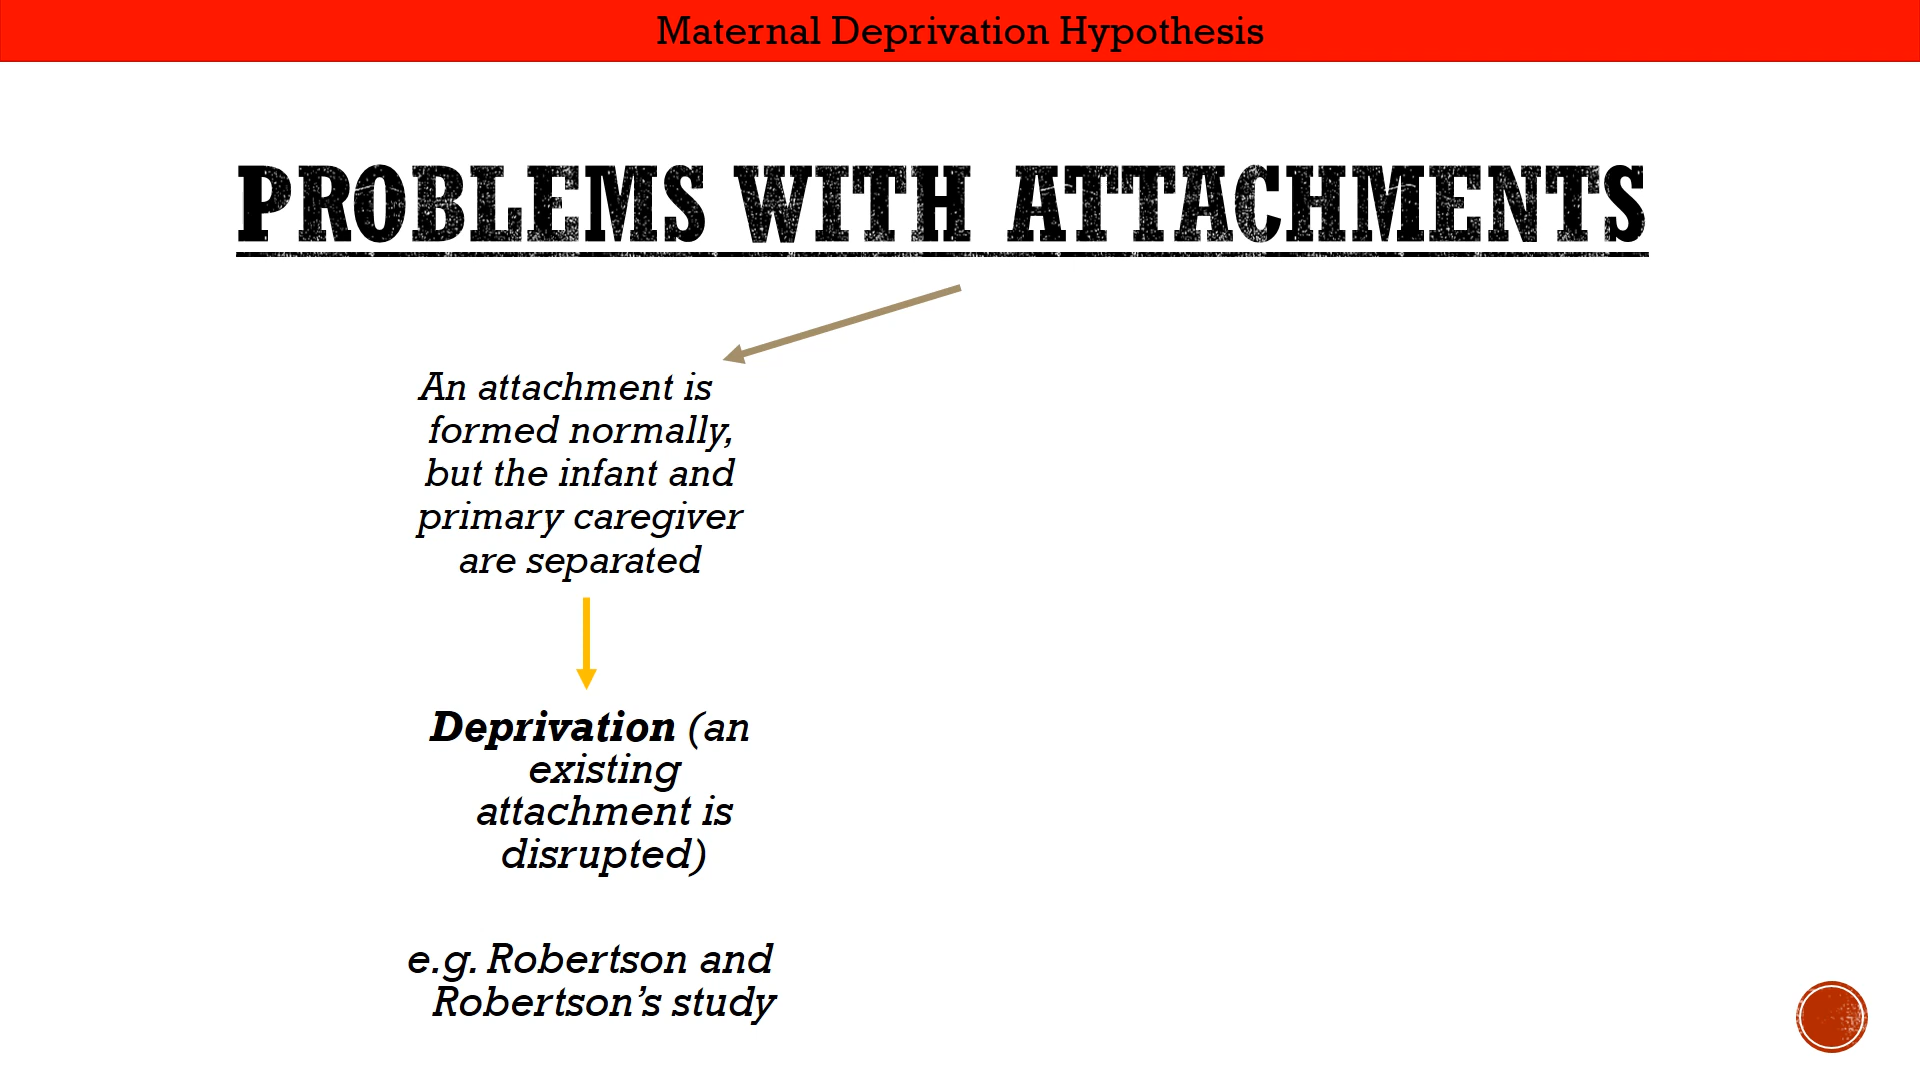 Maternal Deprivation Hypothesis
PROBLEMS WITH ATTACHMENTS
An attachment is
formed normally,
but the infant and
primary caregiver
are separated
Deprivation (an
existing
attachment is
disrupted)
e.g. Robertson and
Robertson’s study